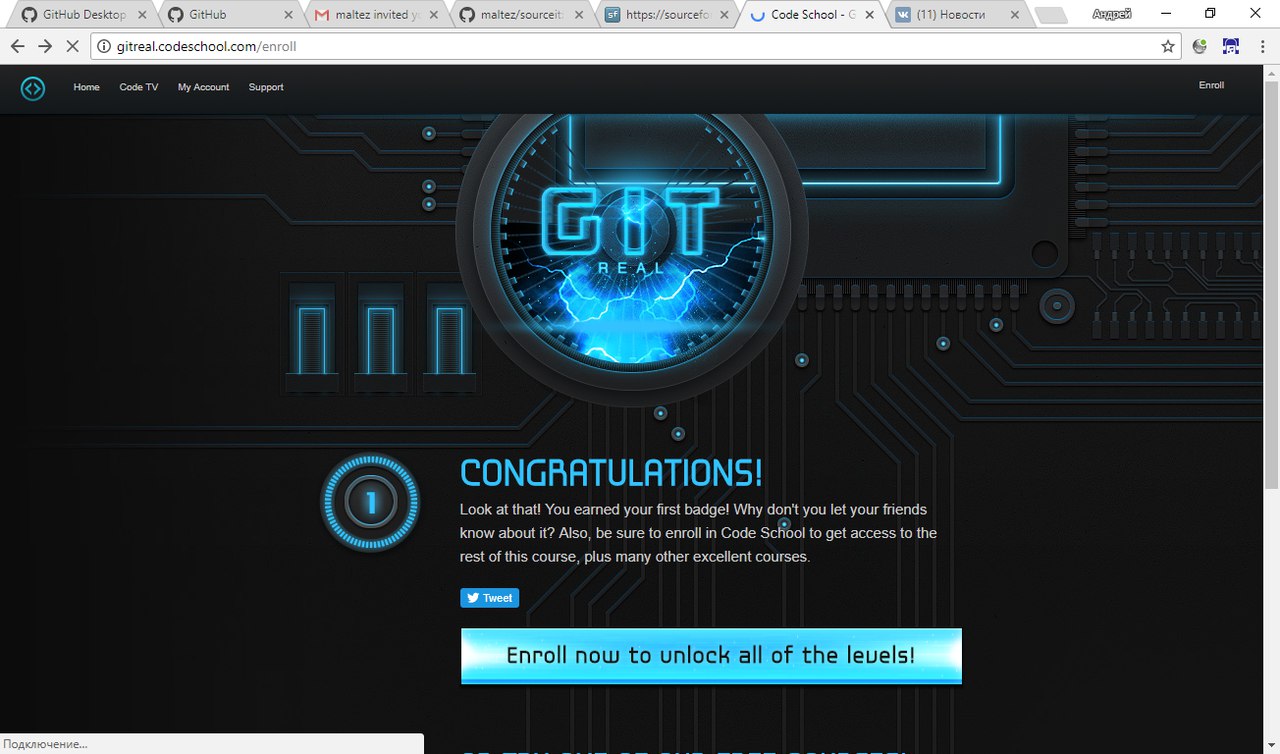 GitHub Desktop
GitHub
maltez invited y
maltez/sourceit
https://sourcefo
Code School - G
(11) Новости
Андрей
gitreal.codeschool.com/enroll
Home
Code TV
My Account
Support
Enroll
GIT
REAL
1
CONGRATULATIONS!
Look at that! You earned your first badge! Why don't you let your friends
know about it? Also, be sure to enroll in Code School to get access to the
rest of this course, plus many other excellent courses.
Tweet
Enroll now to unlock all of the levels!
Подключение...